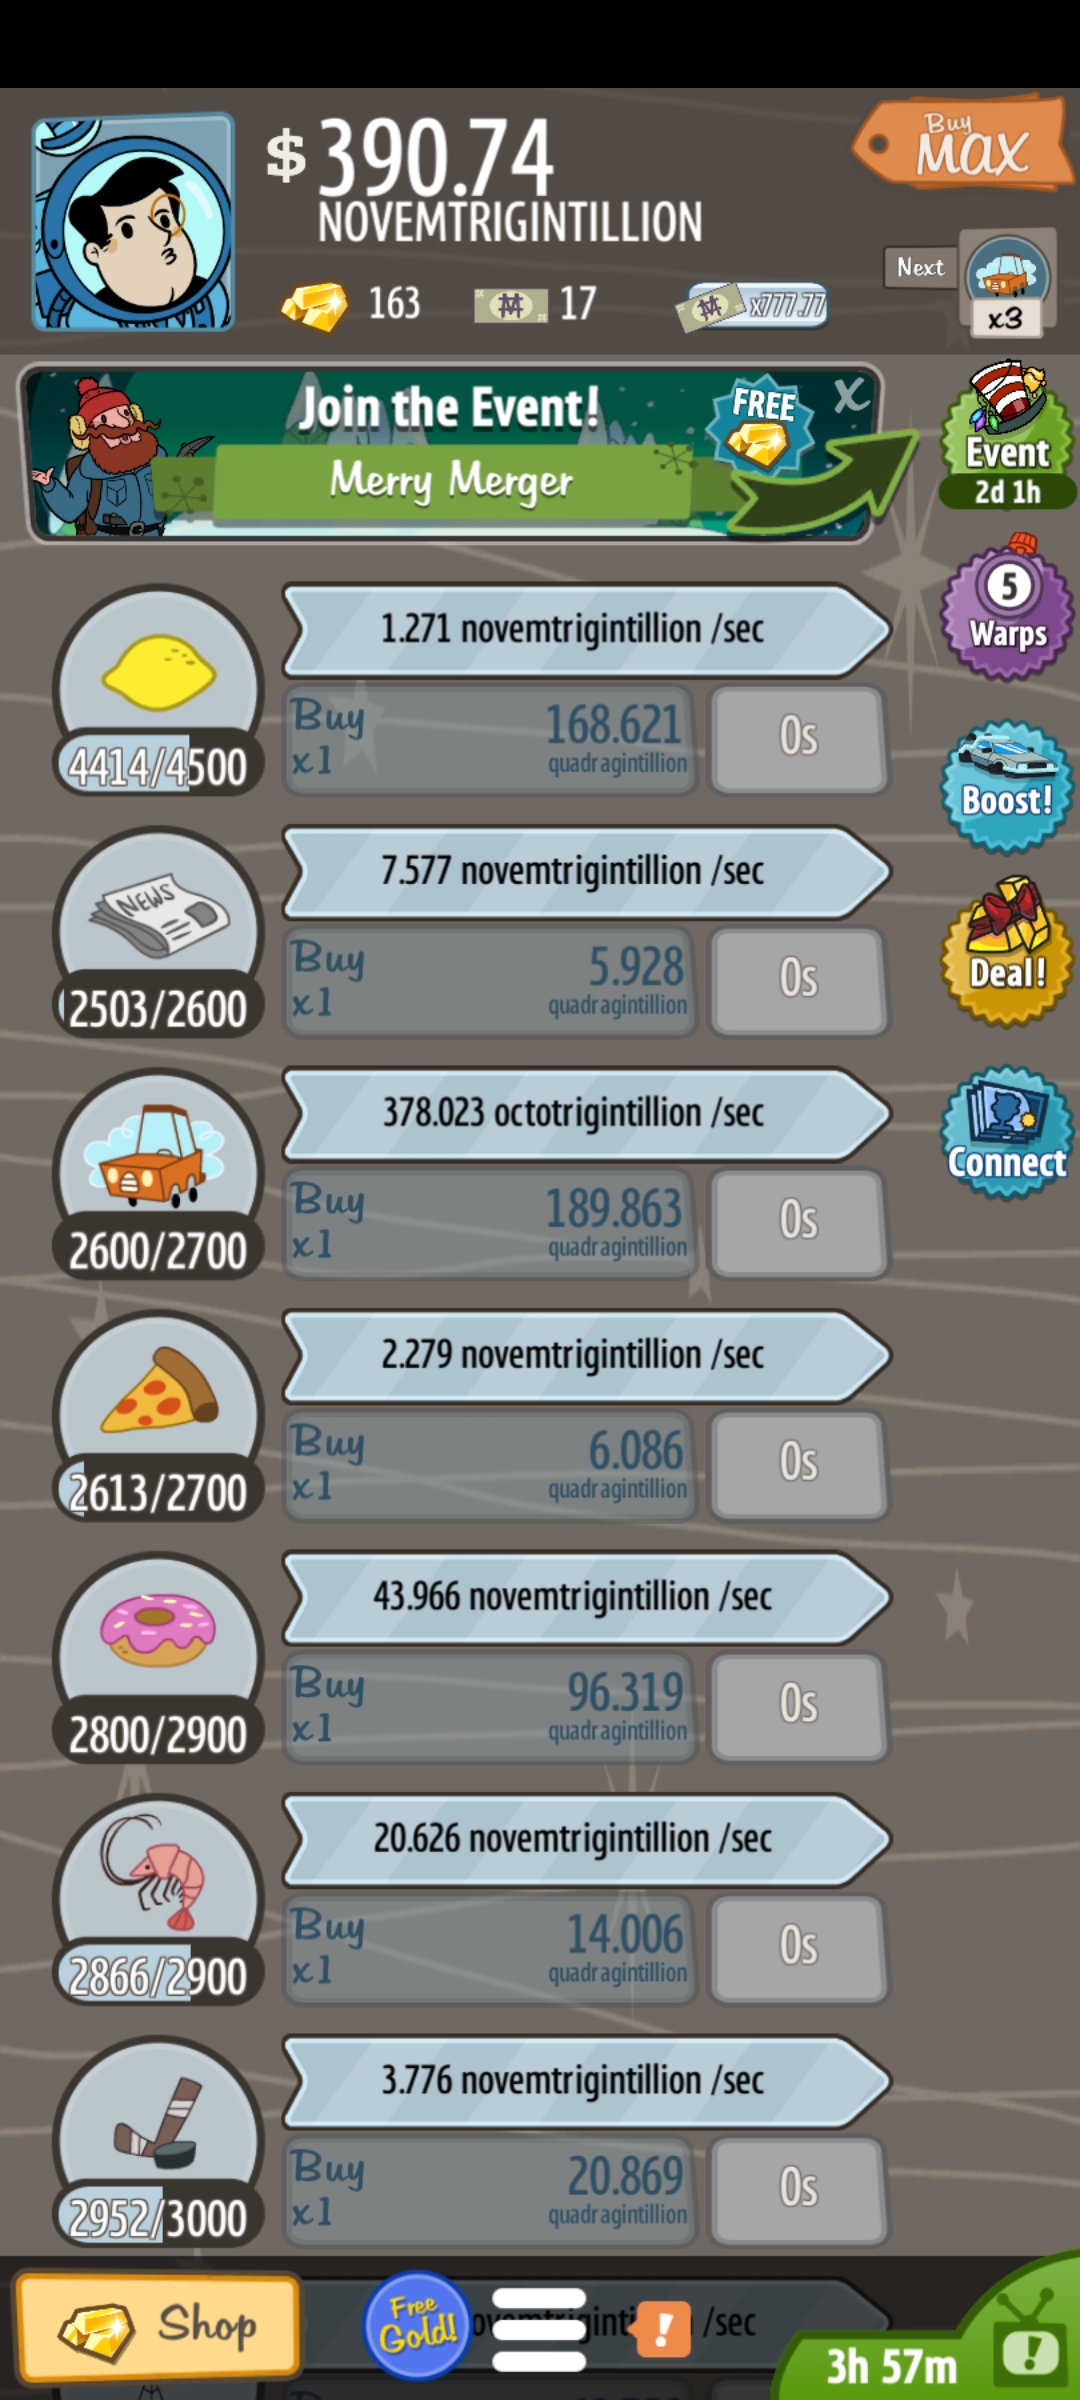 $ 390.74
NOVEMTRIGINTILLION
Buy
MAX
163
17
x777.77
Next
x3
Join the Event!
Merry Merger
FREE
X
Event
2d 1h
5
Warps
Boost!
Deal!
Connect
1.271 novemtrigintillion /sec
4414/4500
Buy
x1
168.621
quadragintillion
0s
NEWS
7.577 novemtrigintillion /sec
2503/2600
Buy
x1
5.928
quadragintillion
0s
378.023 octotrigintillion /sec
2600/2700
Buy
x1
189.863
quadragintillion
0s
2.279 novemtrigintillion /sec
2613/2700
Buy
x1
6.086
quadragintillion
0s
43.966 novemtrigintillion /sec
2800/2900
Buy
x1
96.319
quadragintillion
0s
20.626 novemtrigintillion /sec
2866/2900
Buy
x1
14.006
quadragintillion
0s
3.776 novemtrigintillion /sec
2952/3000
Buy
x1
20.869
quadragintillion
0s
Shop
Free
Gold!
!
/sec
3h 57m
!